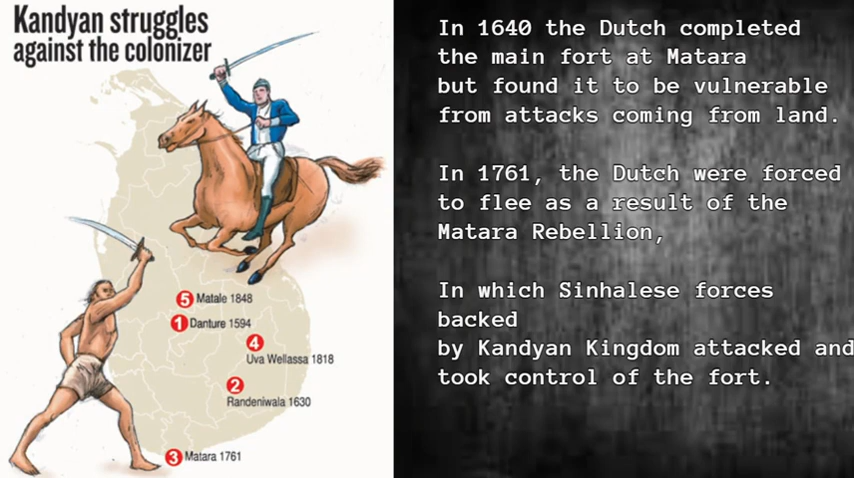 Kandyan struggles
against the colonizer
5 Matale 1848
1 Danture 1594
4
Uva Wellassa 1818
2
Randeniwala 1630
3 Matara 1761
In 1640 the Dutch completed
the main fort at Matara
but found it to be vulnerable
from attacks coming from land.
In 1761, the Dutch were forced
to flee as a result of the
Matara Rebellion,
In which Sinhalese forces
backed
by Kandyan Kingdom attacked and
took control of the fort.